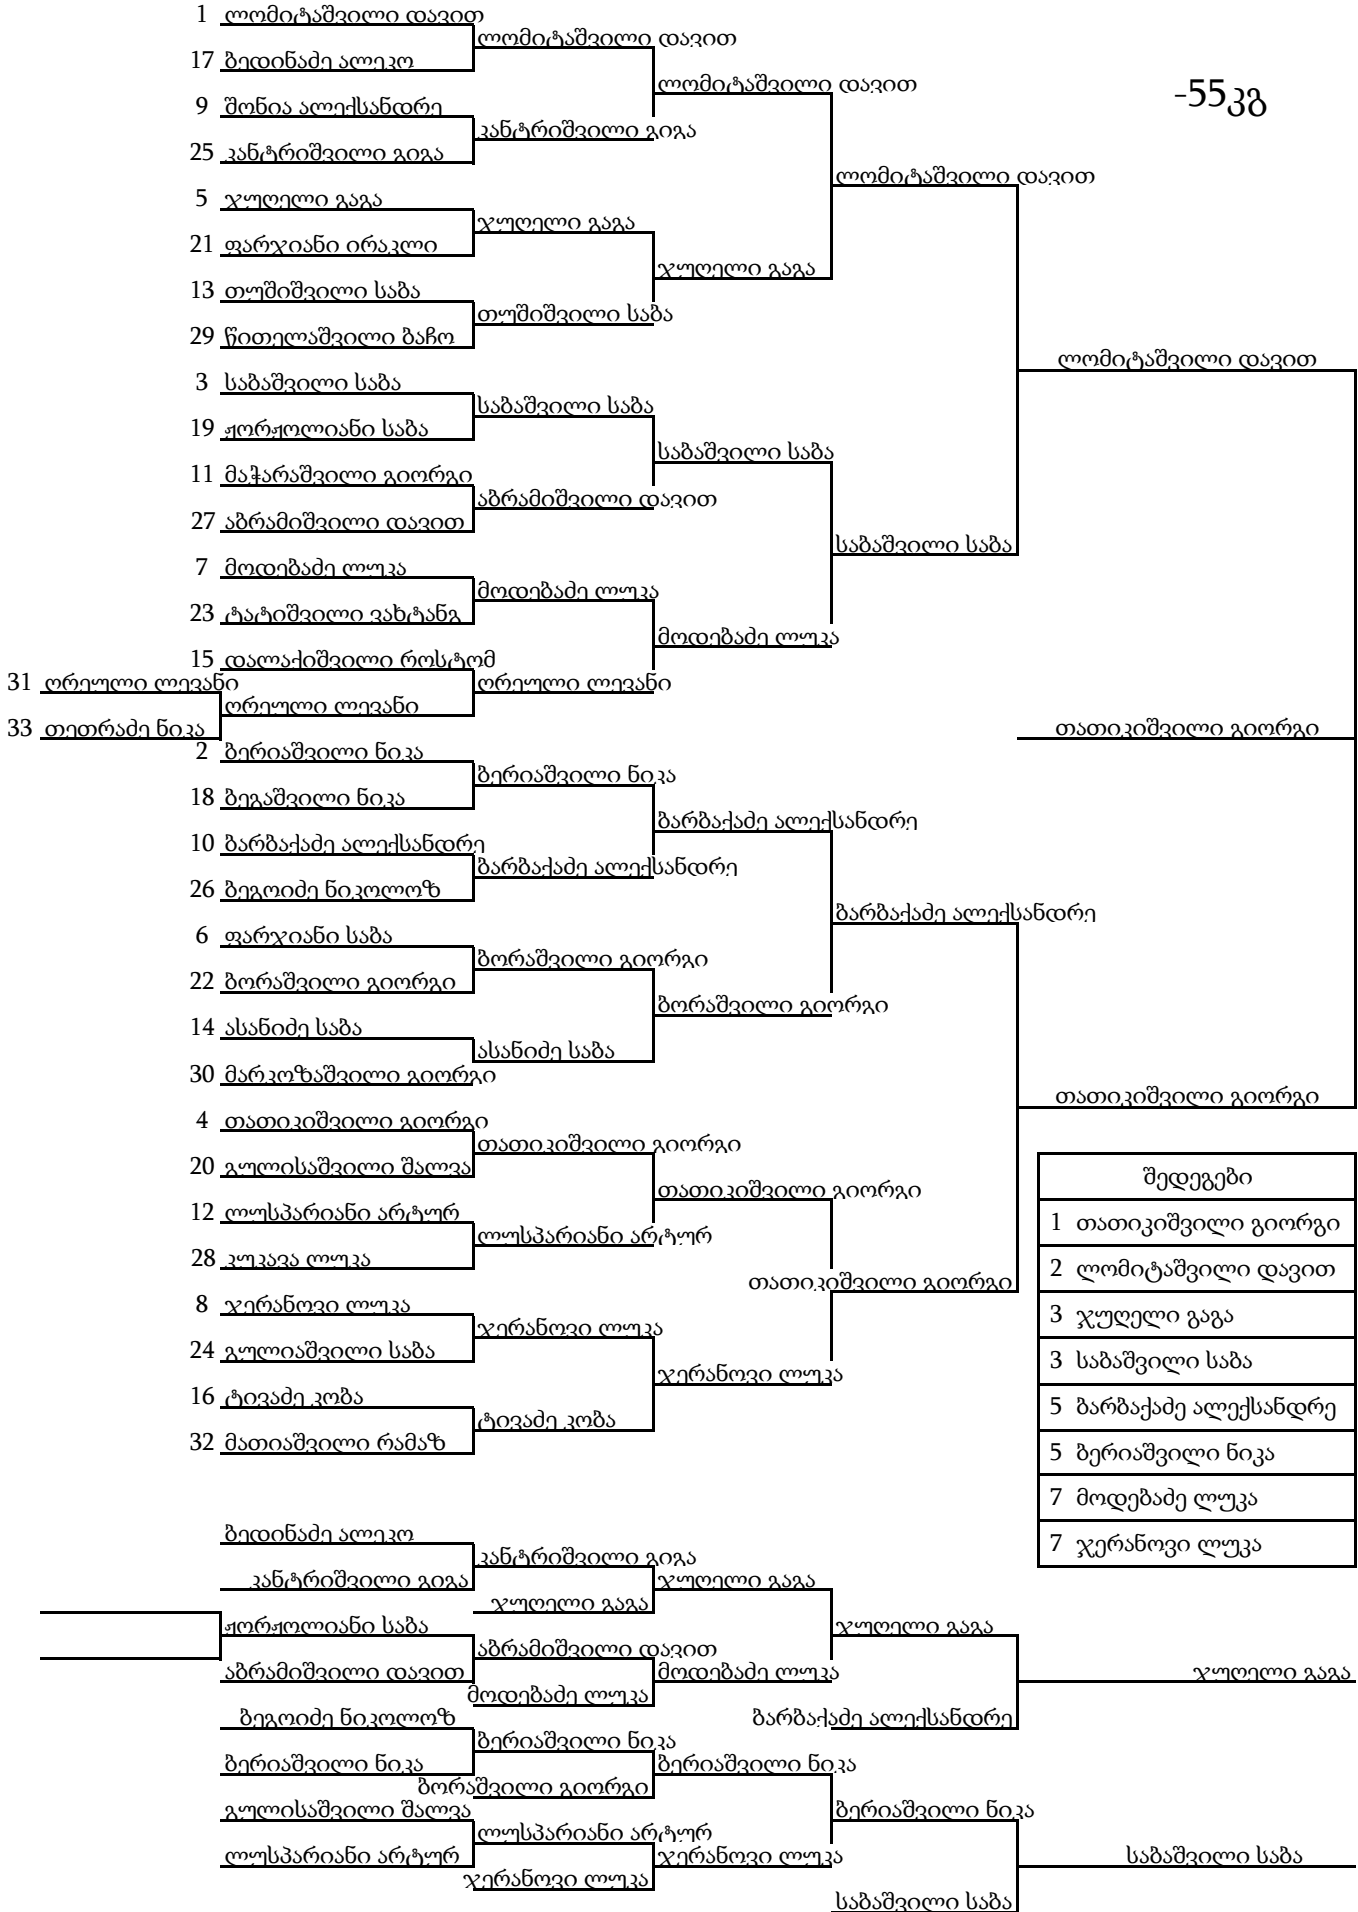 1 ლომიტაშვილი დავით
ლომიტაშვილი დავით
17 ბედინაძე ალეკო
ლომიტაშვილი დავით
-55კგ
9 შონია ალექსანდრე
კანტრიშვილი გიგა
25 კანტრიშვილი გიგა
ლომიტაშვილი დავით
5 ჯუღელი გაგა
ჯუღელი გაგა
21 ფარჯიანი ირაკლი
ჯუღელი გაგა
13 თუშიშვილი საბა
თუშიშვილი საბა
29 წითელაშვილი ბაჩო
ლომიტაშვილი დავით
3 საბაშვილი საბა
საბაშვილი საბა
19 ჟორჟოლიანი საბა
საბაშვილი საბა
11 მაჭარაშვილი გიორგი
აბრამიშვილი დავით
27 აბრამიშვილი დავით
საბაშვილი საბა
7 მოდებაძე ლუკა
მოდებაძე ლუკა
23 ტატიშვილი ვახტანგ
მოდებაძე ლუკა
15 დალაქიშვილი როსტომ
31 ორეული ლევანი
ორეული ლევანი
ორეული ლევანი
33 თეთრაძე ნიკა
თათიკიშვილი გიორგი
2 ბერიაშვილი ნიკა
ბერიაშვილი ნიკა
18 ბეგაშვილი ნიკა
ბარბაქაძე ალექსანდრე
10 ბარბაქაძე ალექსანდრე
ბარბაქაძე ალექსანდრე
26 ბეგოიძე ნიკოლოზ
ბარბაქაძე ალექსანდრე
6 ფარჯიანი საბა
ბორაშვილი გიორგი
22 ბორაშვილი გიორგი
ბორაშვილი გიორგი
14 ასანიძე საბა
ასანიძე საბა
30 მარკოზაშვილი გიორგი
თათიკიშვილი გიორგი
4 თათიკიშვილი გიორგი
თათიკიშვილი გიორგი
20 გულისაშვილი შალვა
თათიკიშვილი გიორგი
12 ლუსპარიანი არტურ
ლუსპარიანი არტურ
28 კუკავა ლუკა
თათიკიშვილი გიორგი
8 ჯერანოვი ლუკა
ჯერანოვი ლუკა
24 გულიაშვილი საბა
ჯერანოვი ლუკა
16 ტივაძე კობა
ტივაძე კობა
32 მათიაშვილი რამაზ
შედეგები
1 თათიკიშვილი გიორგი
2 ლომიტაშვილი დავით
3 ჯუღელი გაგა
3 საბაშვილი საბა
5 ბარბაქაძე ალექსანდრე
5 ბერიაშვილი ნიკა
7 მოდებაძე ლუკა
7 ჯერანოვი ლუკა
ბედინაძე ალეკო
კანტრიშვილი გიგა
კანტრიშვილი გიგა
ჯუღელი გაგა
ჯუღელი გაგა
ჟორჟოლიანი საბა
ჯუღელი გაგა
აბრამიშვილი დავით
აბრამიშვილი დავით
მოდებაძე ლუკა
ჯუღელი გაგა
მოდებაძე ლუკა
ბეგოიძე ნიკოლოზ
ბარბაქაძე ალექსანდრე
ბერიაშვილი ნიკა
ბერიაშვილი ნიკა
ბერიაშვილი ნიკა
ბორაშვილი გიორგი
გულისაშვილი შალვა
ბერიაშვილი ნიკა
ლუსპარიანი არტურ
ლუსპარიანი არტურ
ჯერანოვი ლუკა
საბაშვილი საბა
ჯერანოვი ლუკა
საბაშვილი საბა